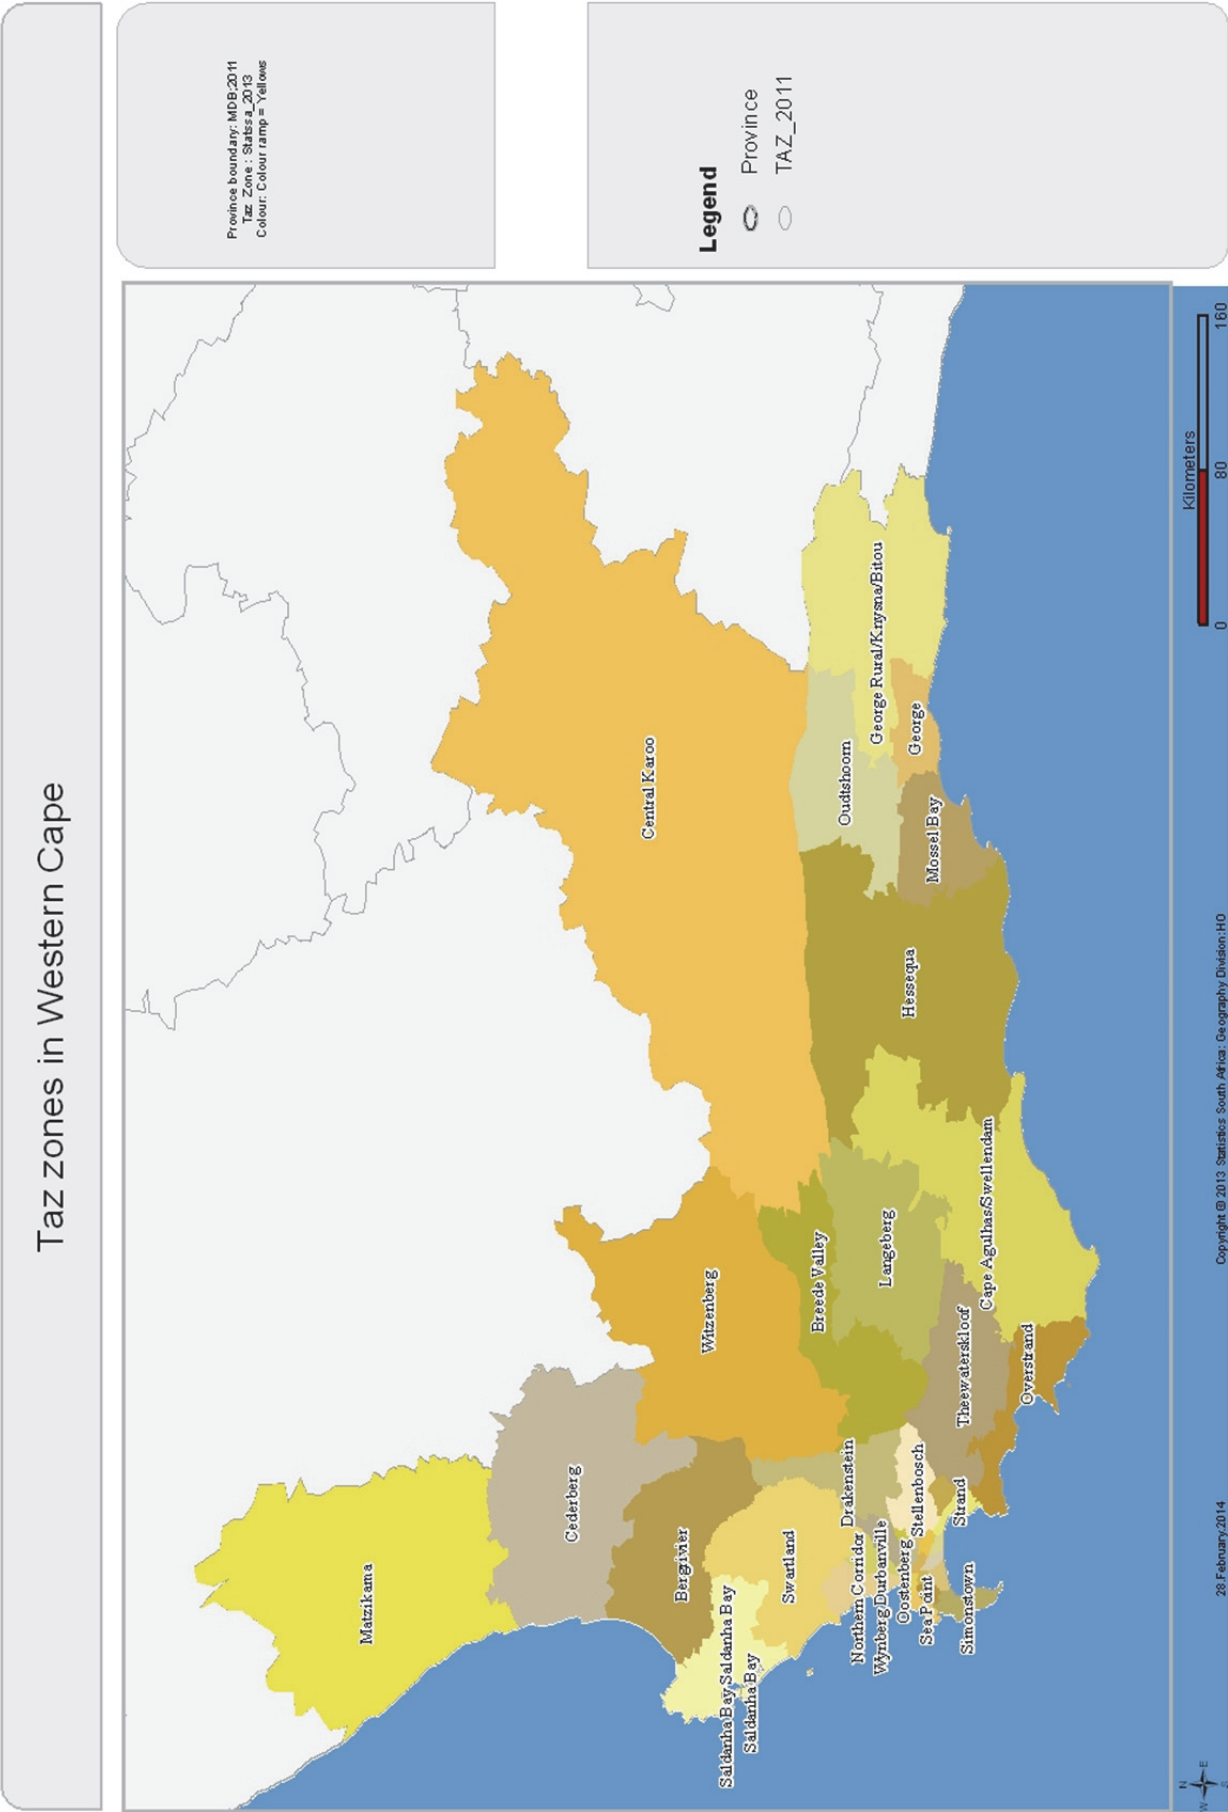 Taz zones in Western Cape
Province boundary: MDB:2011
Taz Zone : Statssa_2013
Colour: Colour ramp = Yellows
Legend
Province
TAZ_2011
Matzikama
Cederberg
Bergrivier
Saldanha Bay Saldanha Bay
Saldanha Bay
Swartland
Witzenberg
Central Karoo
Breede Valley
Langeberg
Drakenstein
Northern Corridor
Wynberg Durbanville
Oostenberg
Stellenbosch
Sea Point
Strand
Simonstown
Theewaterskloof
Overstrand
Cape Agulhas/Swellendam
Hessequa
Oudtshoorn
George Rural/Knysna/Bitou
George
Mossel Bay
Kilometers
0 80 160
N
W E
S
28.February.2014
Copyright @ 2013 Statistics South Africa: Geography Division:HO